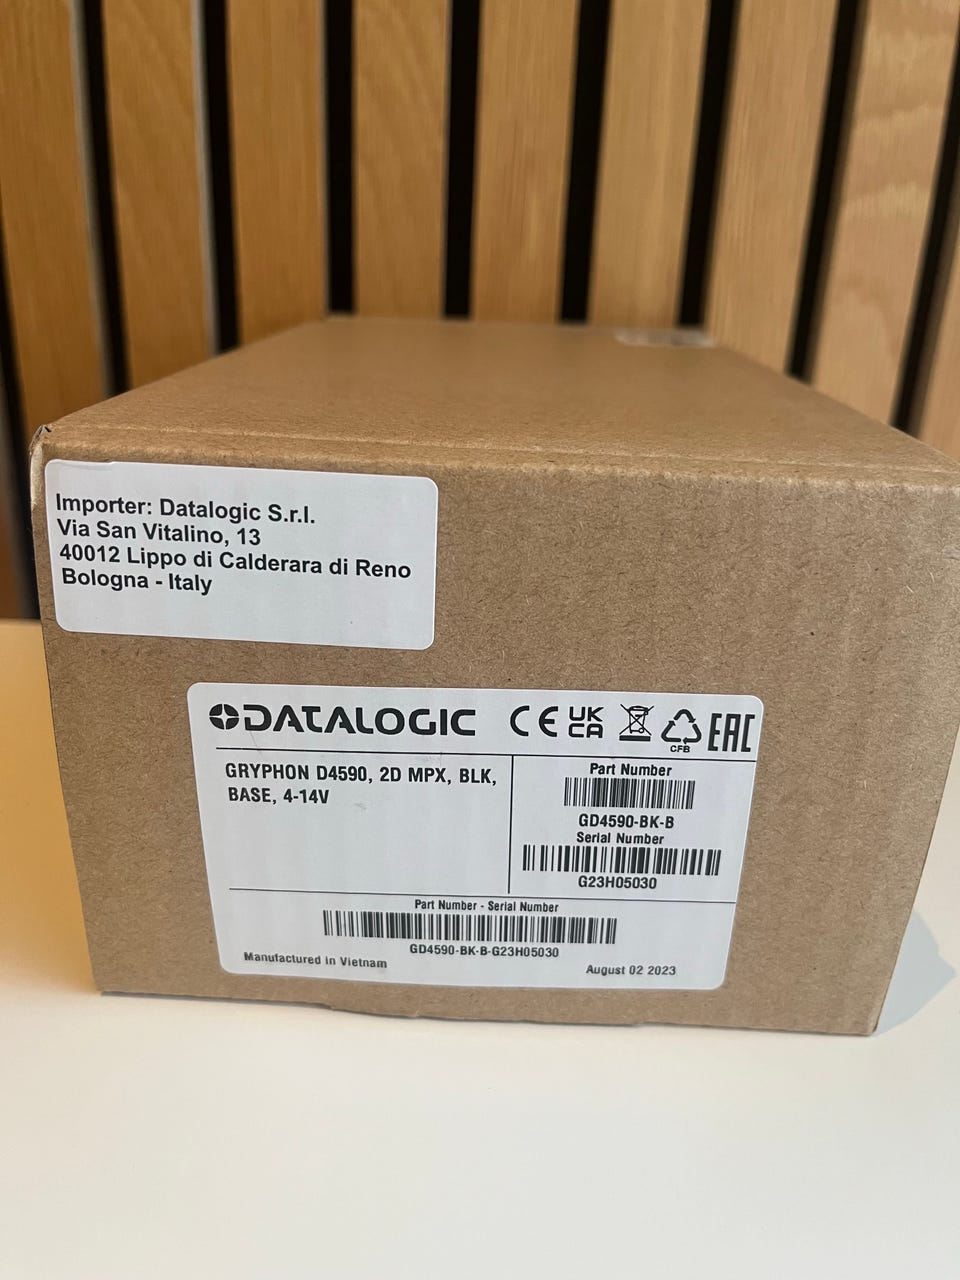 Importer: Datalogic S.r.l.
Via San Vitalino, 13
40012 Lippo di Calderara di Reno
Bologna - Italy
DATALOGIC CE UK CA CFB EAC
GRYPHON D4590, 2D MPX, BLK,
BASE, 4-14V
Part Number
GD4590-BK-B
Serial Number
G23H05030
Part Number - Serial Number
GD4590-BK-B-G23H05030
Manufactured in Vietnam
August 02 2023